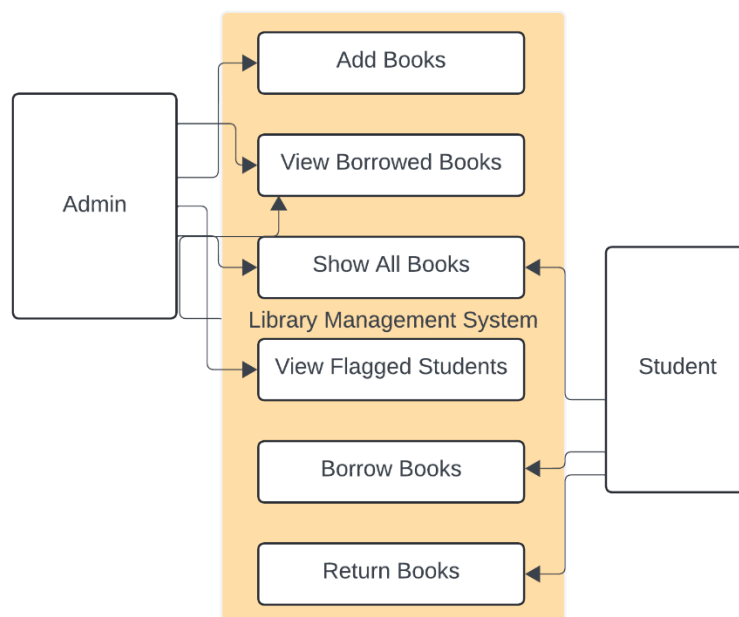 Add Books
View Borrowed Books
Admin
Show All Books
Library Management System
View Flagged Students
Student
Borrow Books
Return Books